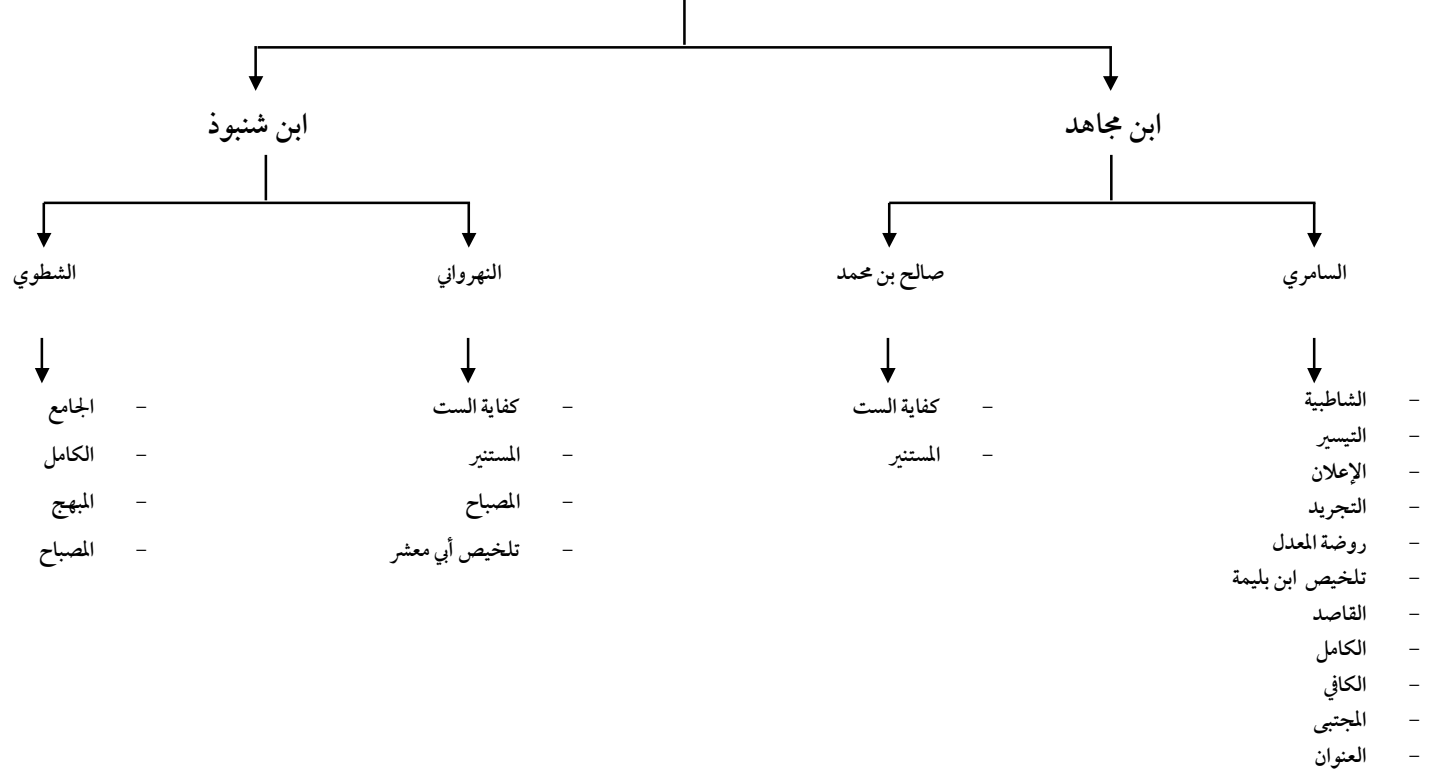 ابن مجاهد
ابن شنبوذ
السامري
صالح بن محمد
النهرواني
الشطوي
- الشاطبية
- التيسير
- الإعلان
- التجريد
- روضة المعدل
- تلخيص ابن بليمة
- القاصد
- الكامل
- الكافي
- المجتبى
- العنوان
- كفاية الست
- المستنير
- كفاية الست
- المستنير
- المصباح
- تلخيص أبي معشر
- الجامع
- الكامل
- المبهج
- المصباح